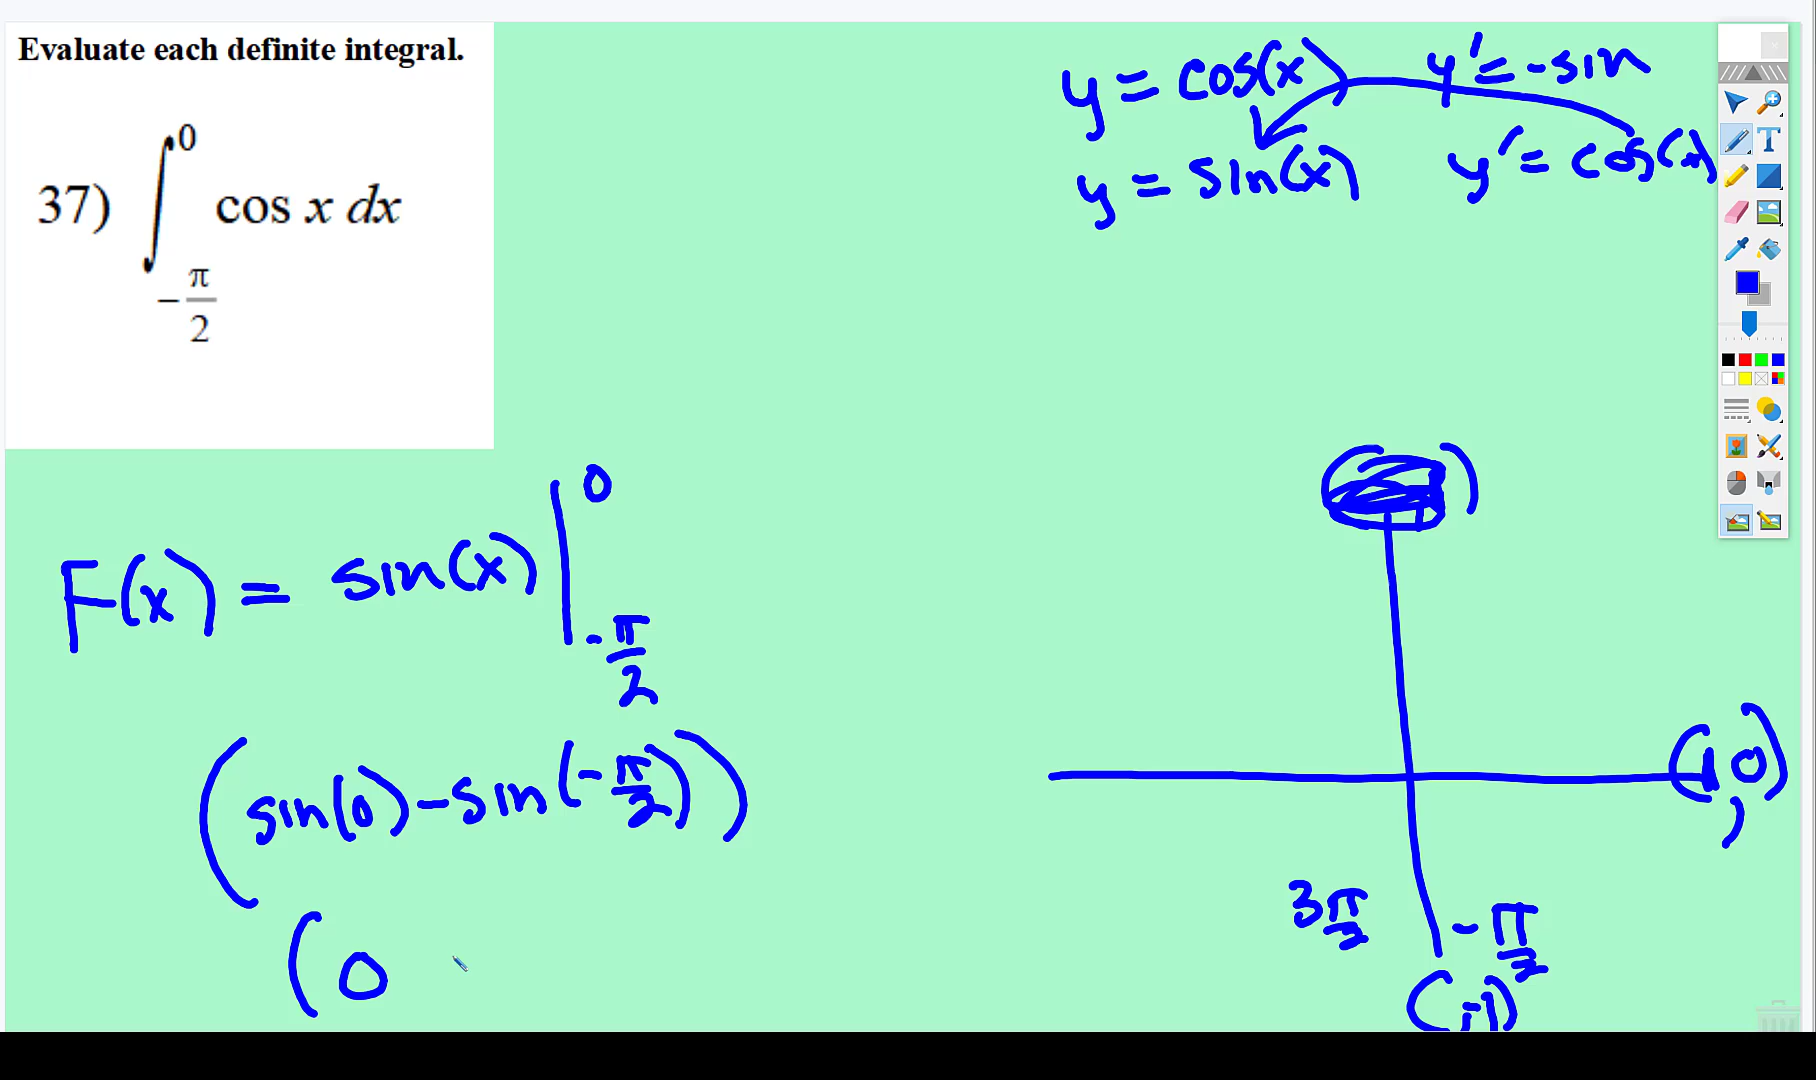 Evaluate each definite integral.
37) ∫ 0 -π/2 cos x dx
y = cos(x) y' = -sin
y = sin(x) y' = cos(x)
F(x) = sin(x) | 0 -π/2
(sin(0) - sin(-π/2))
(0
( )
(1, 0)
3π/2 -π/2
( , -1)